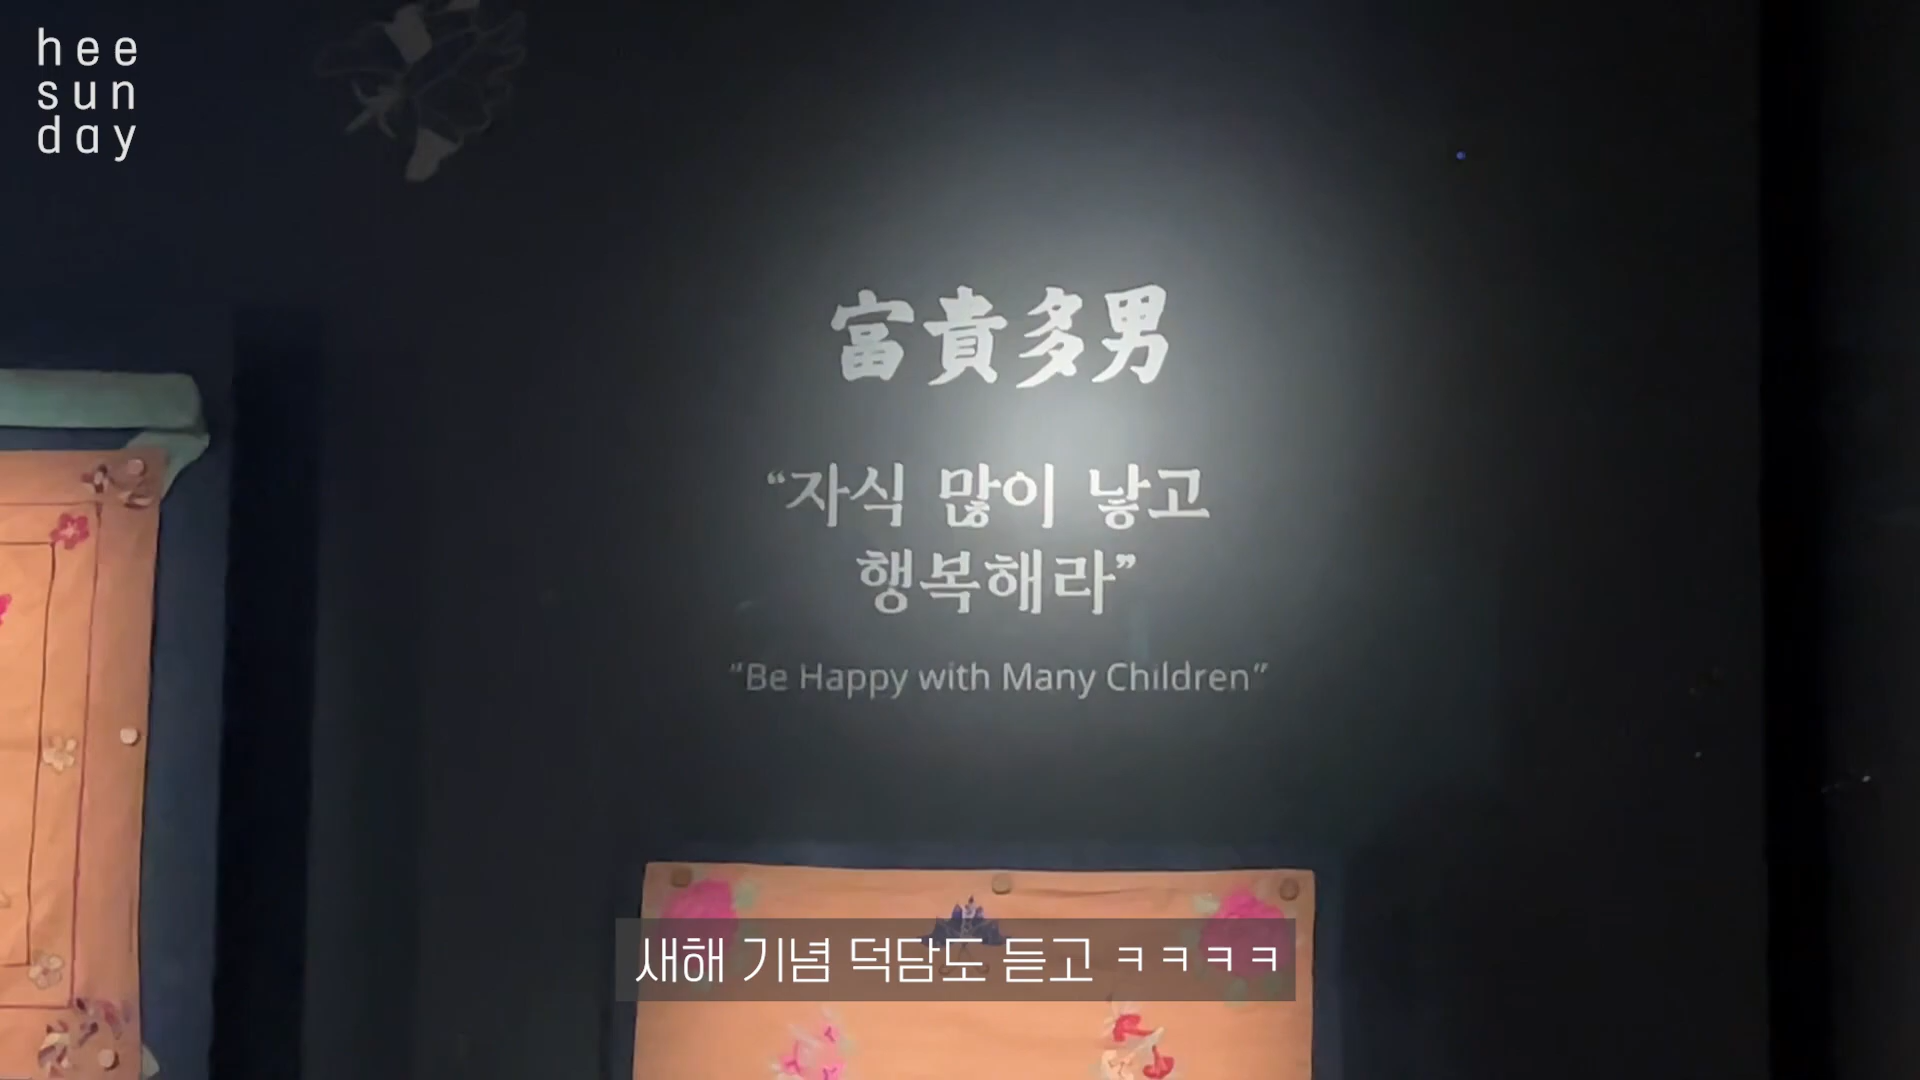 hee
sun
day
富貴多男
“자식 많이 낳고
행복해라”
“Be Happy with Many Children”
새해 기념 덕담도 듣고 ㅋㅋㅋㅋ